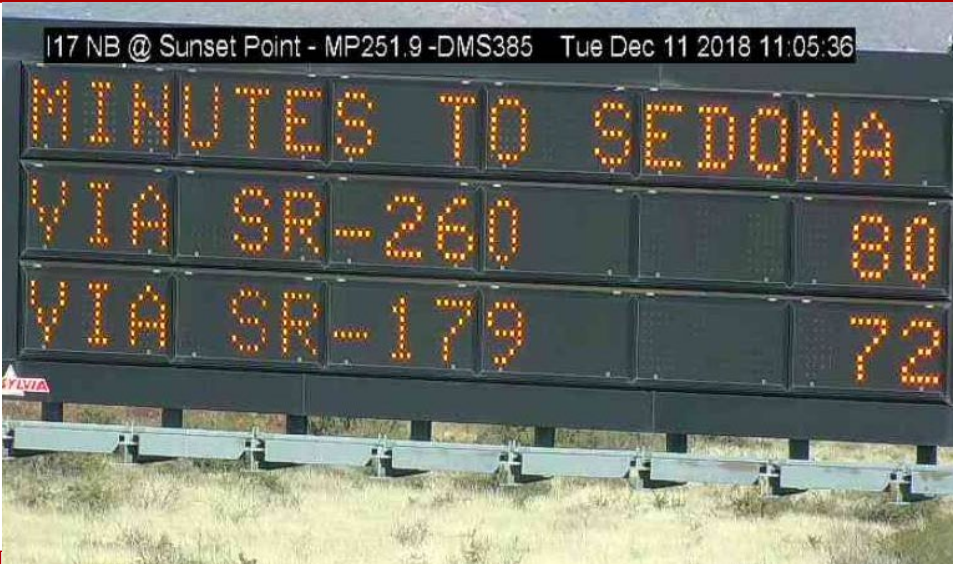 I17 NB @ Sunset Point - MP251.9 -DMS385 Tue Dec 11 2018 11:05:36
MINUTES TO SEDONA
VIA SR-260 80
VIA SR-179 72
SYLVIA